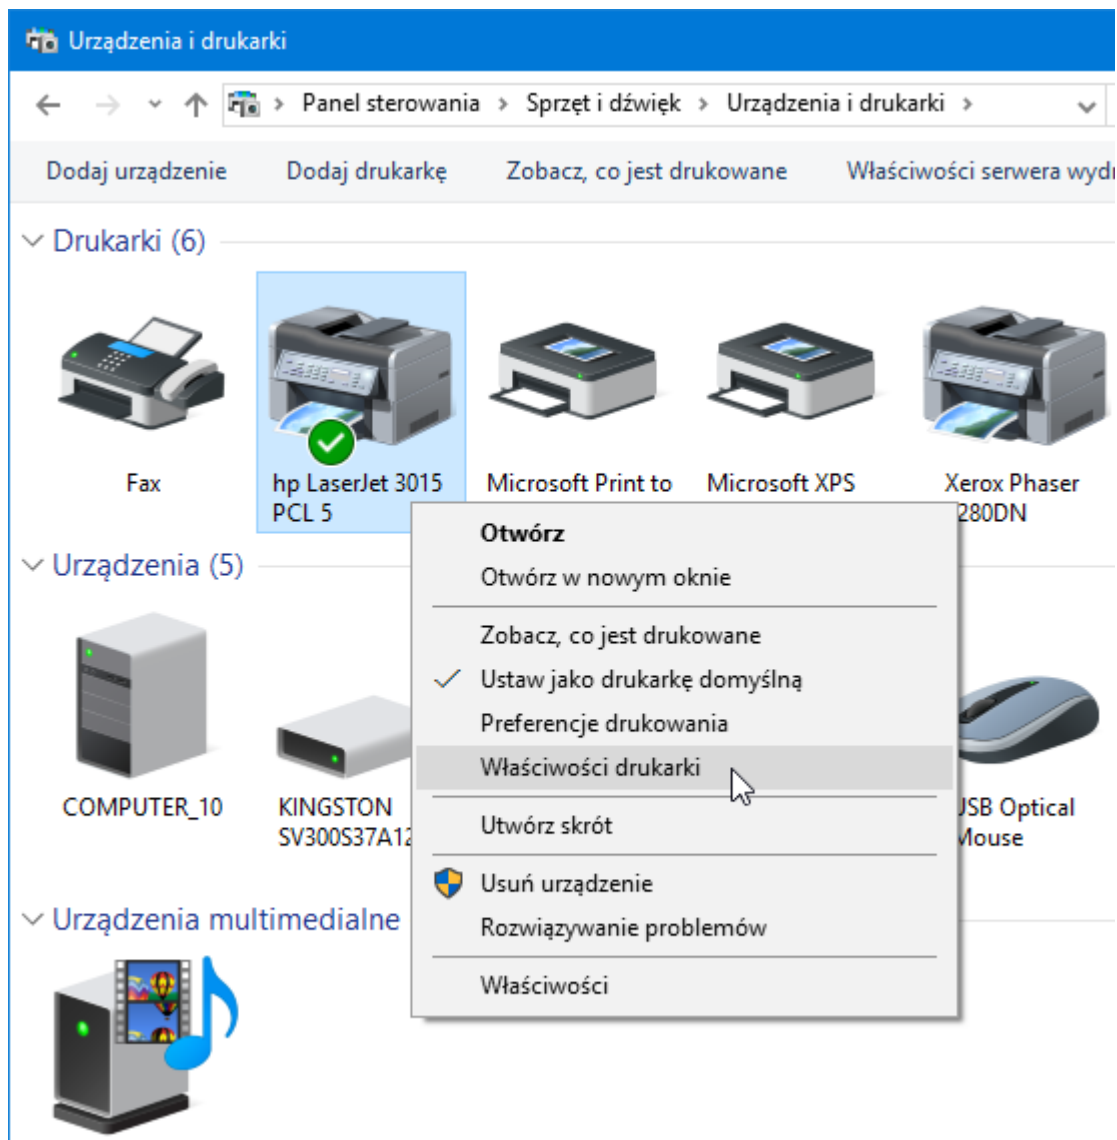 Urządzenia i drukarki
Panel sterowania > Sprzęt i dźwięk > Urządzenia i drukarki >
Dodaj urządzenie Dodaj drukarkę Zobacz, co jest drukowane Właściwości serwera
Drukarki (6)
Fax
hp LaserJet 3015
PCL 5
Microsoft Print to
Microsoft XPS
Xerox Phaser
280DN
Otwórz
Otwórz w nowym oknie
Zobacz, co jest drukowane
Ustaw jako drukarkę domyślną
Preferencje drukowania
Właściwości drukarki
Utwórz skrót
Usuń urządzenie
Rozwiązywanie problemów
Właściwości
Urządzenia (5)
COMPUTER_10
KINGSTON
SV300S37A12
USB Optical
Mouse
Urządzenia multimedialne